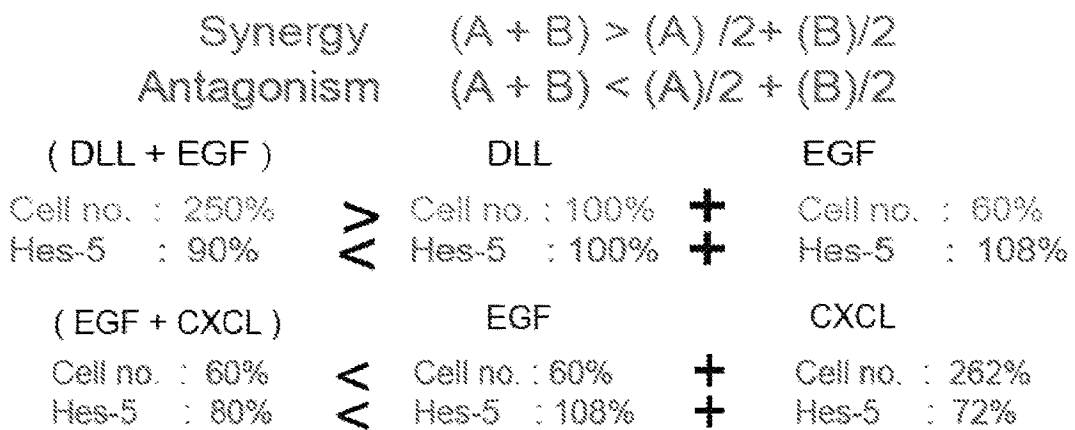 Synergy (A + B) > (A) /2+ (B)/2
Antagonism (A + B) < (A)/2 + (B)/2
( DLL + EGF ) DLL EGF
Cell no. : 250% > Cell no. : 100% + Cell no. : 60%
Hes-5 : 90% < Hes-5 : 100% + Hes-5 : 108%
( EGF + CXCL ) EGF CXCL
Cell no. : 60% < Cell no. : 60% + Cell no. : 262%
Hes-5 : 80% < Hes-5 : 108% + Hes-5 : 72%